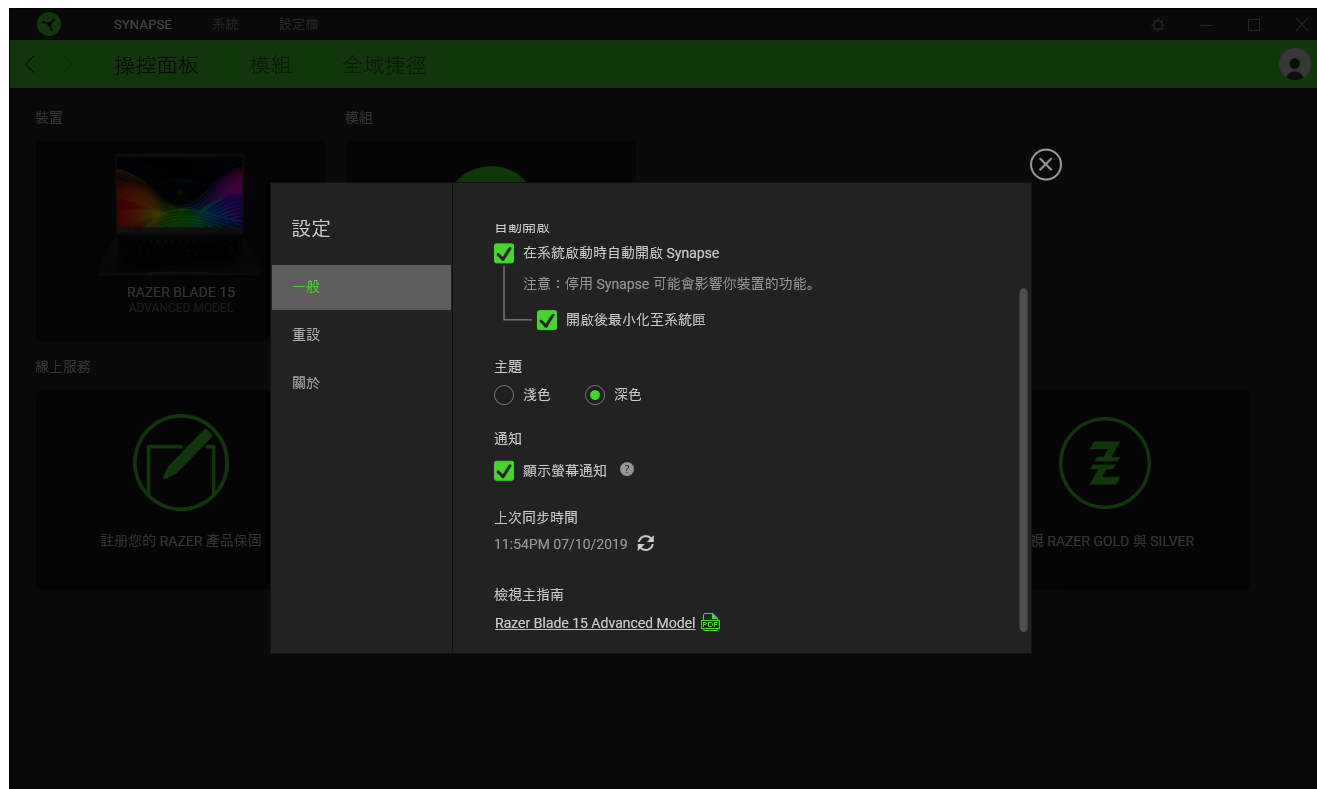 SYNAPSE 系統 設定檔
操控面板 模組 全域捷徑
裝置 模組
RAZER BLADE 15
ADVANCED MODEL
線上服務
註册您的 RAZER 產品保固
視 RAZER GOLD 與 SILVER
設定
一般
重設
關於
自動開啟
在系統啟動時自動開啟 Synapse
注意：停用 Synapse 可能會影響你裝置的功能。
開啟後最小化至系統匣
主題
淺色 深色
通知
顯示螢幕通知 ?
上次同步時間
11:54PM 07/10/2019
檢視主指南
Razer Blade 15 Advanced Model PDF